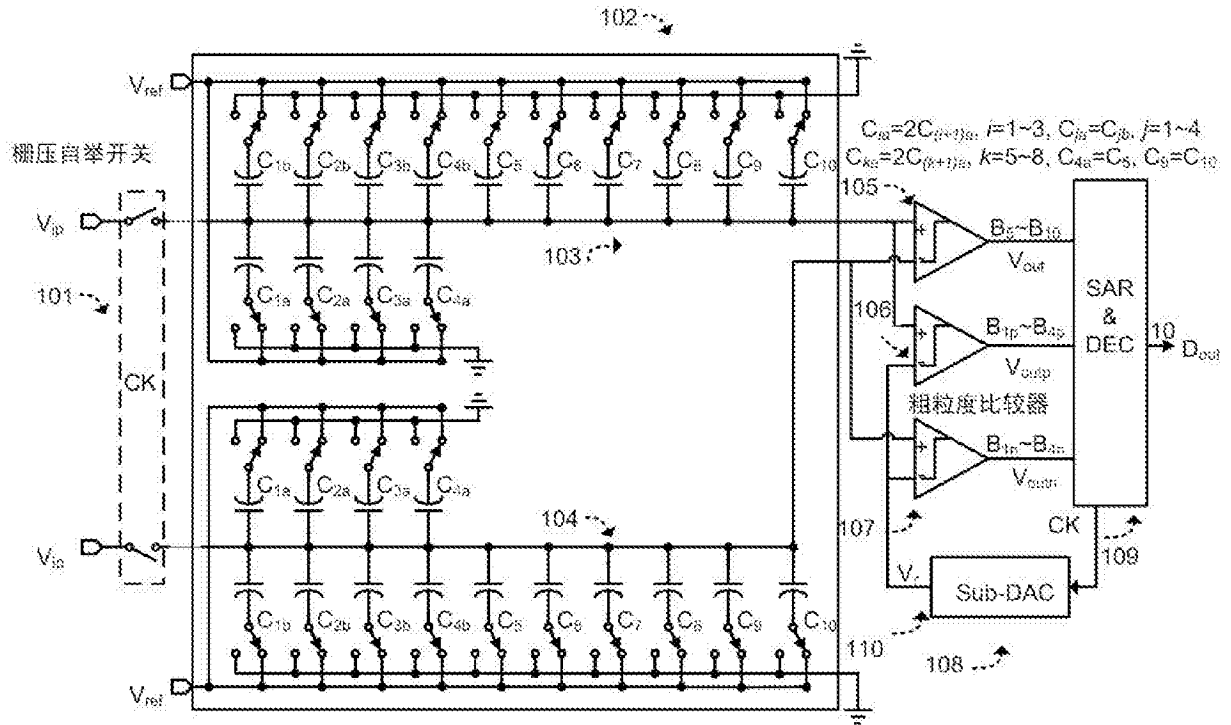 102
V_ref
C_1b C_2b C_3b C_4b C_5 C_6 C_7 C_8 C_9 C_10
栅压自举开关
C_ia=2C_(i+1)a, i=1~3, C_ja=C_jb, j=1~4
C_ka=2C_(k+1)a, k=5~8, C_4a=C_5, C_9=C_10
105
V_ip
103
B_5~B_10
V_out
101
C_1a C_2a C_3a C_4a
106
B_1p~B_4p
V_outp
SAR
&
DEC
10
D_out
CK
粗粒度比较器
C_1a C_2a C_3a C_4a
B_1n~B_4n
V_outn
104
107
CK
109
V_in
C_1b C_2b C_3b C_4b C_5 C_6 C_7 C_8 C_9 C_10
V_r
Sub-DAC
110
108
V_ref